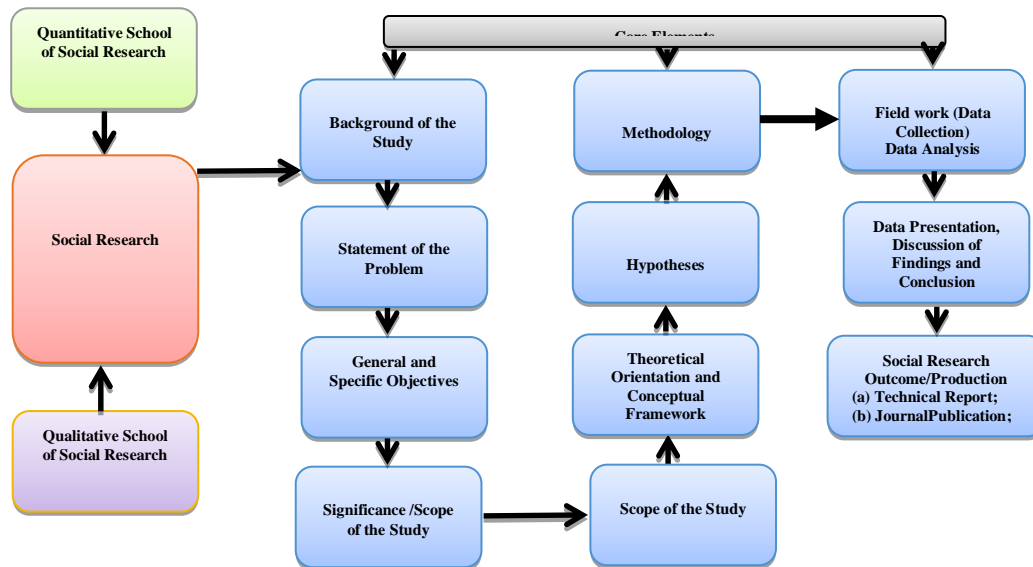 Quantitative School
of Social Research
Core Elements
Background of the
Study
Methodology
Field work (Data
Collection)
Data Analysis
Social Research
Statement of the
Problem
Hypotheses
Data Presentation,
Discussion of
Findings and
Conclusion
General and
Specific Objectives
Theoretical
Orientation and
Conceptual
Framework
Social Research
Outcome/Production
(a) Technical Report;
(b) JournalPublication;
Qualitative School
of Social Research
Significance /Scope
of the Study
Scope of the Study